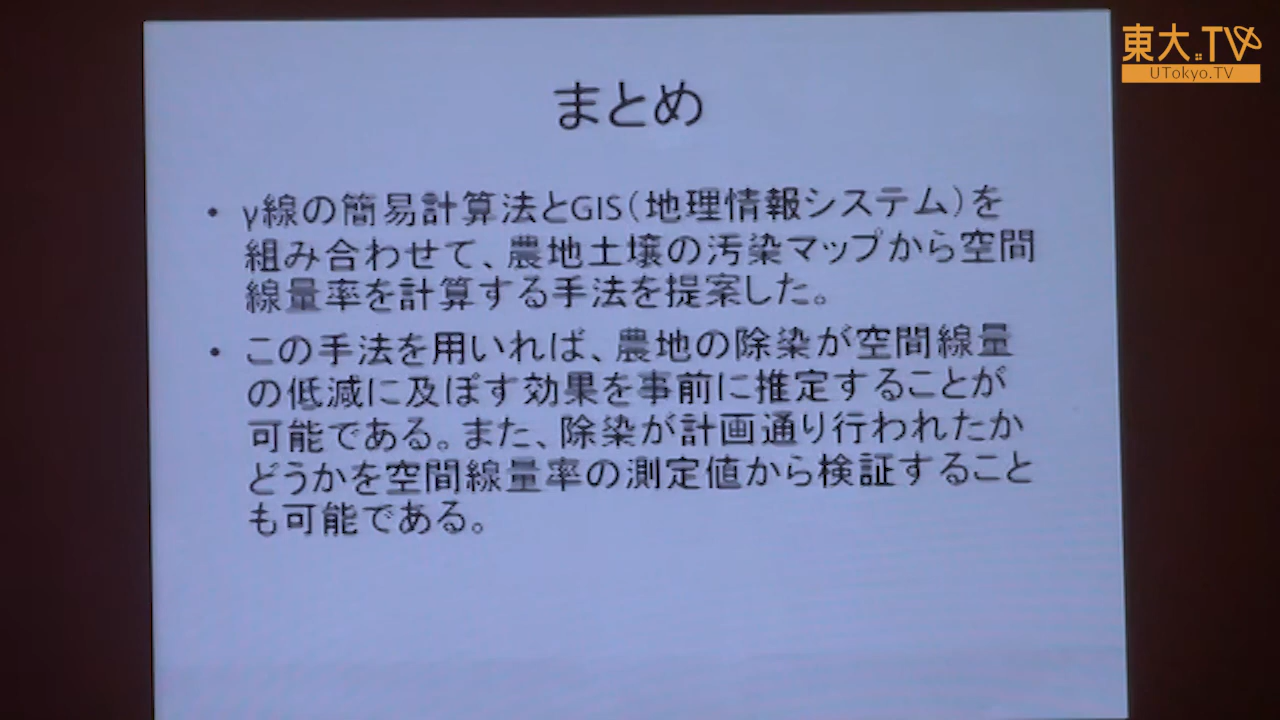 東大.TV
UTokyo.TV
まとめ
• γ線の簡易計算法とGIS(地理情報システム)を
組み合わせて、農地土壌の汚染マップから空間
線量率を計算する手法を提案した。
• この手法を用いれば、農地の除染が空間線量
の低減に及ぼす効果を事前に推定することが
可能である。また、除染が計画通り行われたか
どうかを空間線量率の測定値から検証すること
も可能である。